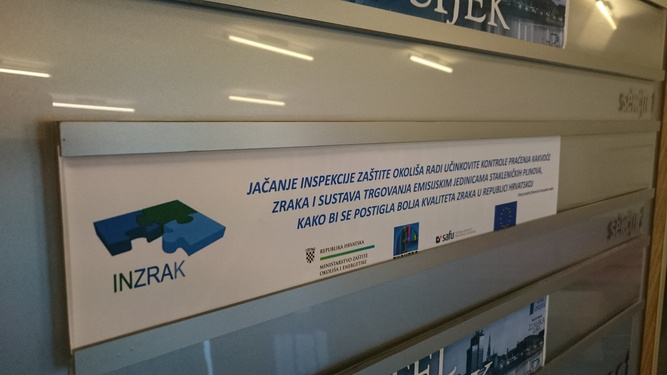 SIJEK
JAČANJE INSPEKCIJE ZAŠTITE OKOLIŠA RADI UČINKOVITE KONTROLE PRAĆENJA KAKVOĆE
ZRAKA I SUSTAVA TRGOVANJA EMISIJSKIM JEDINICAMA STAKLENIČKIH PLINOVA,
KAKO BI SE POSTIGLA BOLJA KVALITETA ZRAKA U REPUBLICI HRVATSKOJ
INZRAK
REPUBLIKA HRVATSKA
MINISTARSTVO ZAŠTITE
OKOLIŠA I ENERGETIKE
safu
TEL